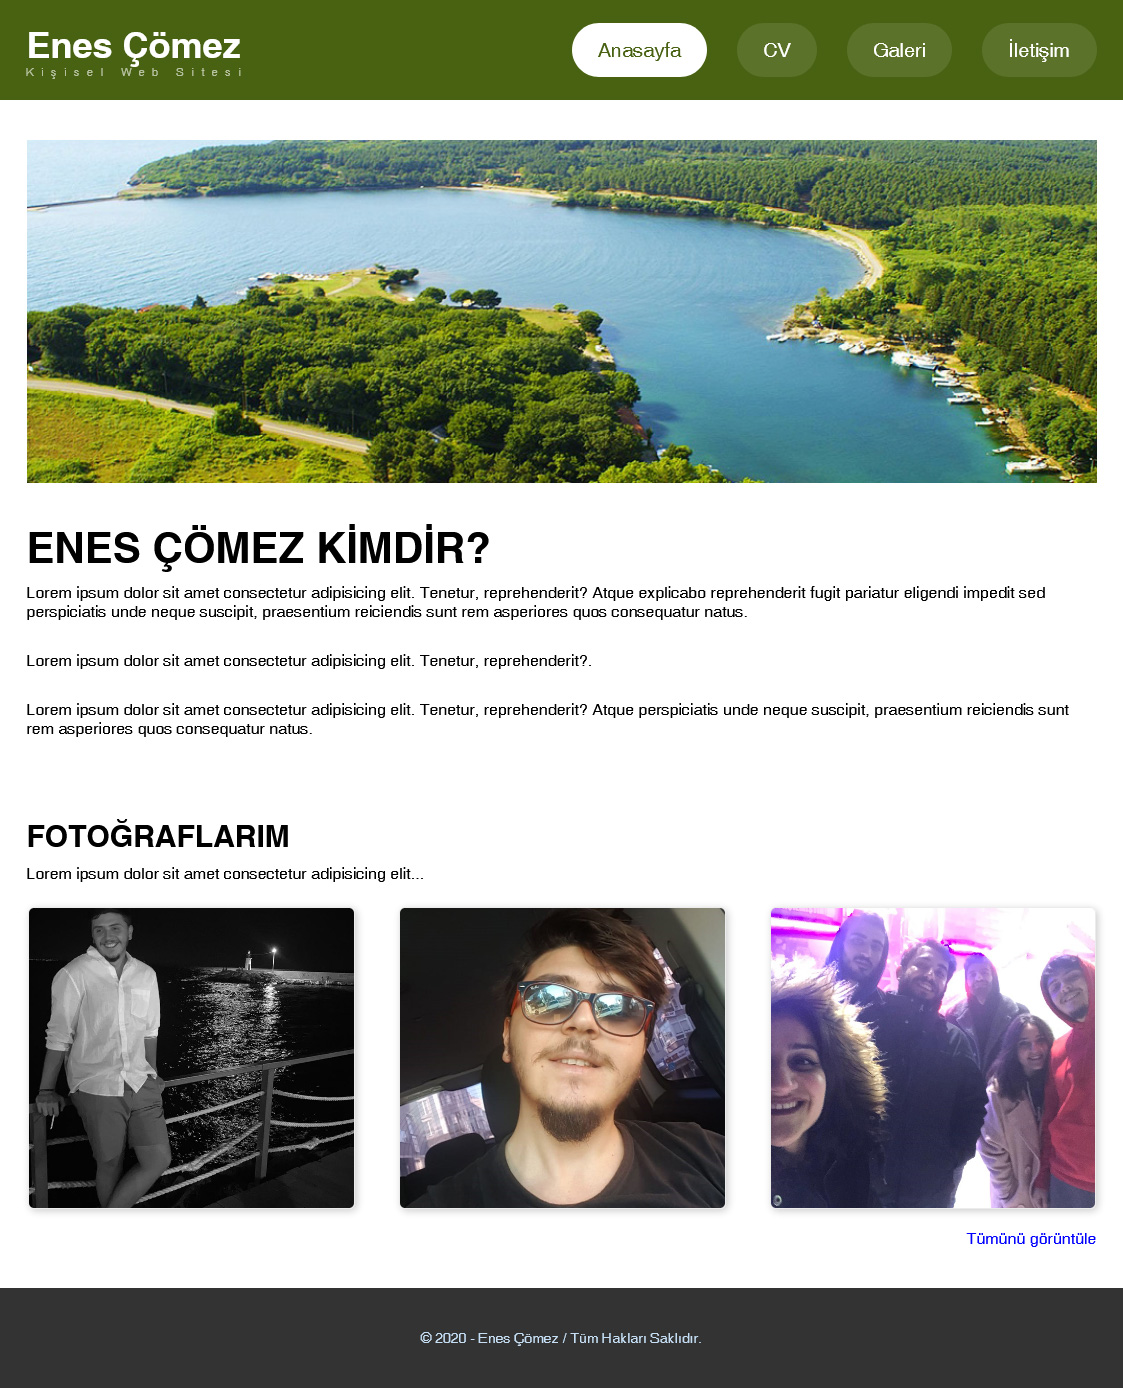 Enes Çömez
Kişisel Web Sitesi
Anasayfa
CV
Galeri
İletişim
ENES ÇÖMEZ KİMDİR?
Lorem ipsum dolor sit amet consectetur adipisicing elit. Tenetur, reprehenderit? Atque explicabo reprehenderit fugit pariatur eligendi impedit sed
perspiciatis unde neque suscipit, praesentium reiciendis sunt rem asperiores quos consequatur natus.
Lorem ipsum dolor sit amet consectetur adipisicing elit. Tenetur, reprehenderit?.
Lorem ipsum dolor sit amet consectetur adipisicing elit. Tenetur, reprehenderit? Atque perspiciatis unde neque suscipit, praesentium reiciendis sunt
rem asperiores quos consequatur natus.
FOTOĞRAFLARIM
Lorem ipsum dolor sit amet consectetur adipisicing elit...
Tümünü görüntüle
© 2020 - Enes Çömez / Tüm Hakları Saklıdır.